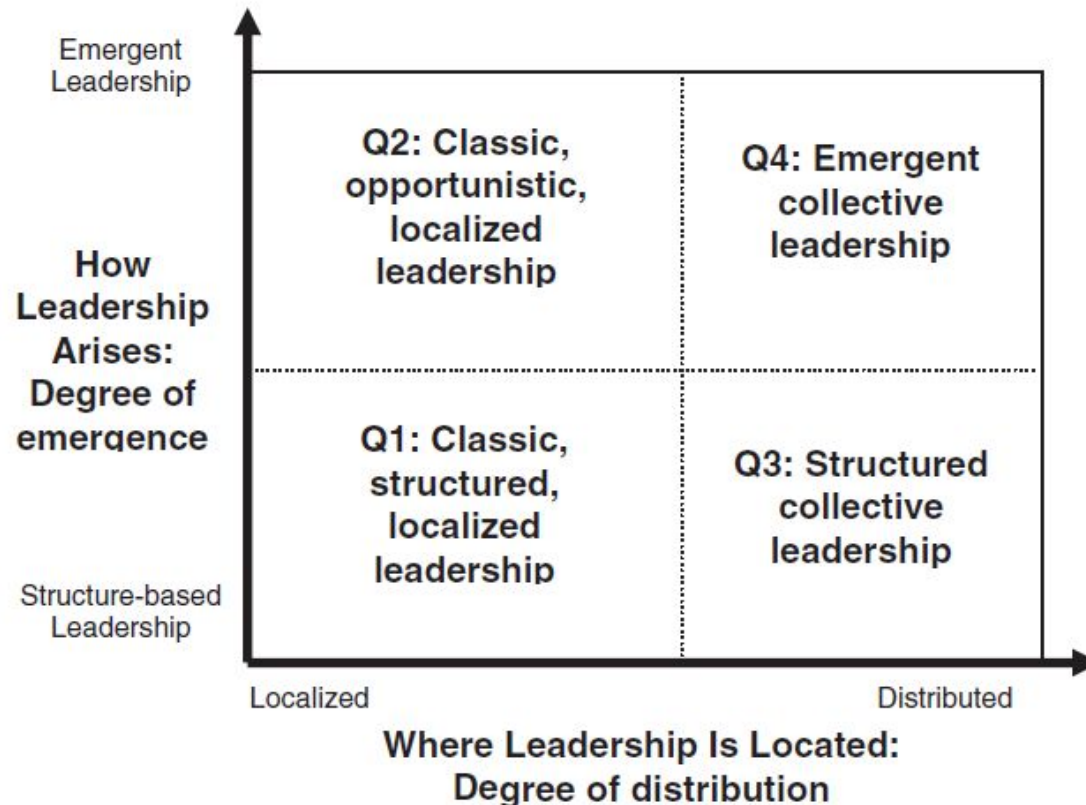 Emergent
Leadership
Q2: Classic,
opportunistic,
localized
leadership
Q4: Emergent
collective
leadership
How
Leadership
Arises:
Degree of
emergence
Q1: Classic,
structured,
localized
leadership
Q3: Structured
collective
leadership
Structure-based
Leadership
Localized
Distributed
Where Leadership Is Located:
Degree of distribution